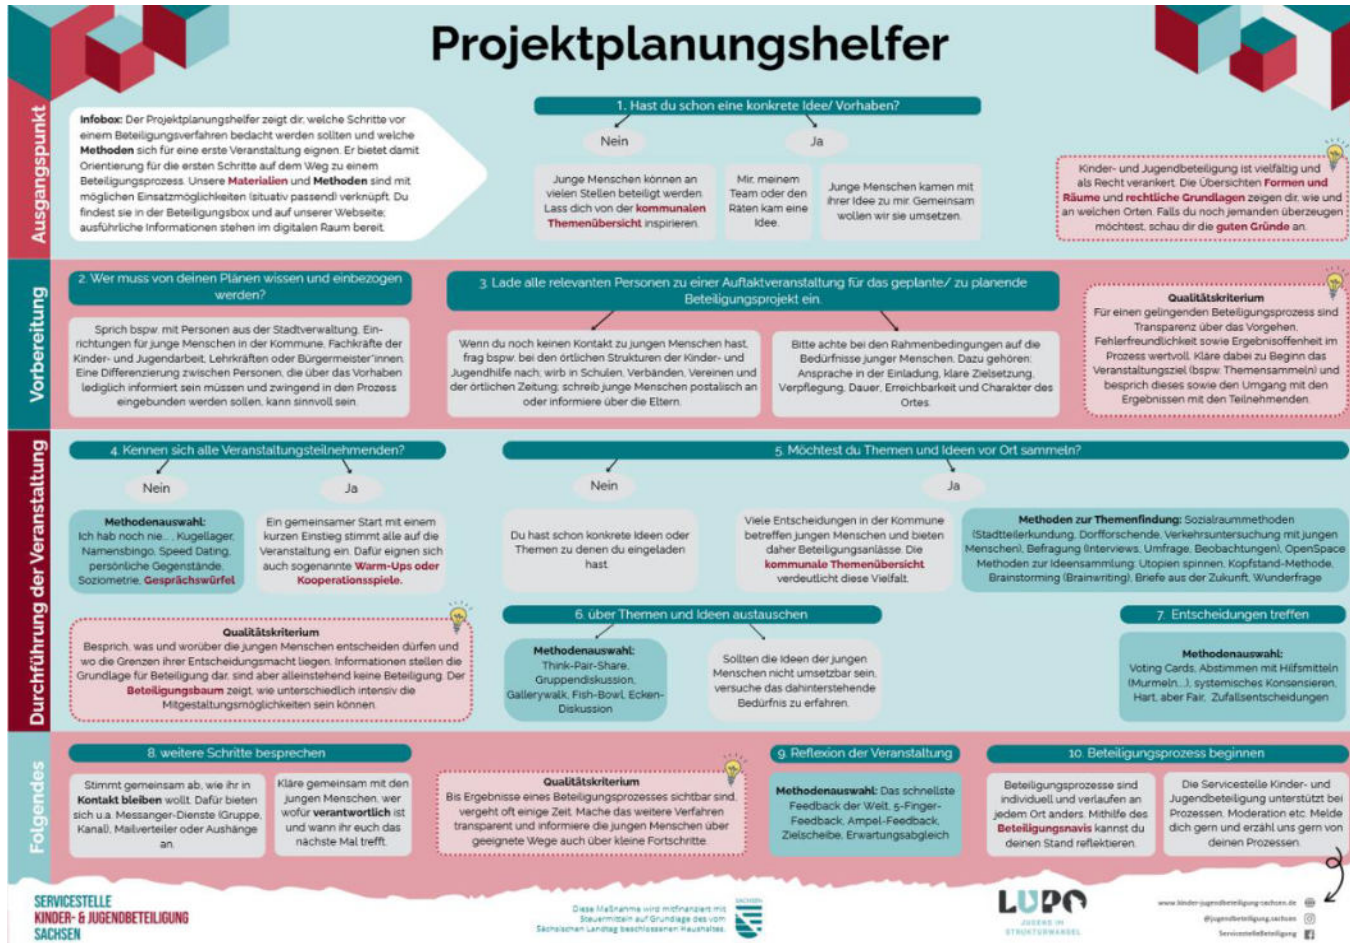 Projektplanungshelfer
Ausgangspunkt
Infobox: Der Projektplanungshelfer zeigt dir, welche Schritte vor
einem Beteiligungsverfahren bedacht werden sollten und welche
Methoden sich für eine erste Veranstaltung eignen. Er bietet damit
Orientierung für die ersten Schritte auf dem Weg zu einem
Beteiligungsprozess. Unsere Materialien und Methoden sind mit
möglichen Einsatzmöglichkeiten (situativ passend) verknüpft. Du
findest sie in der Beteiligungsbox und auf unserer Webseite;
ausführliche Informationen stehen im digitalen Raum bereit.
1. Hast du schon eine konkrete Idee/ Vorhaben?
Nein
Ja
Junge Menschen können an
vielen Stellen beteiligt werden.
Lass dich von der kommunalen
Themenübersicht inspirieren.
Mir, meinem
Team oder den
Räten kam eine
Idee.
Junge Menschen kamen mit
ihrer Idee zu mir. Gemeinsam
wollen wir sie umsetzen.
Kinder- und Jugendbeteiligung ist vielfältig und
als Recht verankert. Die Übersichten Formen und
Räume und rechtliche Grundlagen zeigen dir, wie und
an welchen Orten. Falls du noch jemanden überzeugen
möchtest, schau dir die guten Gründe an.
Vorbereitung
2. Wer muss von deinen Plänen wissen und einbezogen
werden?
Sprich bspw. mit Personen aus der Stadtverwaltung, Ein-
richtungen für junge Menschen in der Kommune, Fachkräfte der
Kinder- und Jugendarbeit, Lehrkräften oder Bürgermeister*innen.
Eine Differenzierung zwischen Personen, die über das Vorhaben
lediglich informiert sein müssen und zwingend in den Prozess
eingebunden werden sollen, kann sinnvoll sein.
3. Lade alle relevanten Personen zu einer Auftaktveranstaltung für das geplante/ zu planende
Beteiligungsprojekt ein.
Wenn du noch keinen Kontakt zu jungen Menschen hast,
frag bspw. bei den örtlichen Strukturen der Kinder- und
Jugendhilfe nach; wirb in Schulen, Verbänden, Vereinen und
der örtlichen Zeitung; schreib junge Menschen postalisch an
oder informiere über die Eltern.
Bitte achte bei den Rahmenbedingungen auf die
Bedürfnisse junger Menschen. Dazu gehören:
Ansprache in der Einladung, klare Zielsetzung,
Verpflegung, Dauer, Erreichbarkeit und Charakter des
Ortes.
Qualitätskriterium
Für einen gelingenden Beteiligungsprozess sind
Transparenz über das Vorgehen,
Fehlerfreundlichkeit sowie Ergebnisoffenheit im
Prozess wertvoll. Kläre dabei zu Beginn das
Veranstaltungsziel (bspw. Themensammeln) und
besprich dieses sowie den Umgang mit den
Ergebnissen mit den Teilnehmenden.
Durchführung der Veranstaltung
4. Kennen sich alle Veranstaltungsteilnehmenden?
Nein
Ja
Methodenauswahl:
Ich hab noch nie... , Kugellager,
Namensbingo, Speed Dating,
persönliche Gegenstände,
Soziometrie, Gesprächswürfel
Ein gemeinsamer Start mit einem
kurzen Einstieg stimmt alle auf die
Veranstaltung ein. Dafür eignen sich
auch sogenannte Warm-Ups oder
Kooperationsspiele.
Qualitätskriterium
Besprich, was und worüber die jungen Menschen entscheiden dürfen und
wo die Grenzen ihrer Entscheidungsmacht liegen. Informationen stellen die
Grundlage für Beteiligung dar, sind aber alleinstehend keine Beteiligung. Der
Beteiligungsbaum zeigt, wie unterschiedlich intensiv die
Mitgestaltungsmöglichkeiten sein können.
5. Möchtest du Themen und Ideen vor Ort sammeln?
Nein
Ja
Du hast schon konkrete Ideen oder
Themen zu denen du eingeladen
hast.
Viele Entscheidungen in der Kommune
betreffen jungen Menschen und bieten
daher Beteiligungsanlässe. Die
kommunale Themenübersicht
verdeutlicht diese Vielfalt.
Methoden zur Themenfindung: Sozialraummethoden
(Stadtteilerkundung, Dorfforschende, Verkehrsuntersuchung mit jungen
Menschen), Befragung (Interviews, Umfrage, Beobachtungen), OpenSpace
Methoden zur Ideensammlung: Utopien spinnen, Kopfstand-Methode,
Brainstorming (Brainwriting), Briefe aus der Zukunft, Wunderfrage
6. über Themen und Ideen austauschen
Methodenauswahl:
Think-Pair-Share,
Gruppendiskussion,
Gallerywalk, Fish-Bowl, Ecken-
Diskussion
Sollten die Ideen der jungen
Menschen nicht umsetzbar sein,
versuche das dahinterstehende
Bedürfnis zu erfahren.
7. Entscheidungen treffen
Methodenauswahl:
Voting Cards, Abstimmen mit Hilfsmitteln
(Murmeln...), systemisches Konsensieren,
Hart, aber Fair, Zufallsentscheidungen
Folgendes
8. weitere Schritte besprechen
Stimmt gemeinsam ab, wie ihr in
Kontakt bleiben wollt. Dafür bieten
sich u.a. Messanger-Dienste (Gruppe,
Kanal), Mailverteiler oder Aushänge
an.
Kläre gemeinsam mit den
jungen Menschen, wer
wofür verantwortlich ist
und wann ihr euch das
nächste Mal trefft.
Qualitätskriterium
Bis Ergebnisse eines Beteiligungsprozesses sichtbar sind,
vergeht oft einige Zeit. Mache das weitere Verfahren
transparent und informiere die jungen Menschen über
geeignete Wege auch über kleine Fortschritte.
9. Reflexion der Veranstaltung
Methodenauswahl: Das schnellste
Feedback der Welt, 5-Finger-
Feedback, Ampel-Feedback,
Zielscheibe, Erwartungsabgleich
10. Beteiligungsprozess beginnen
Beteiligungsprozesse sind
individuell und verlaufen an
jedem Ort anders. Mithilfe des
Beteiligungsnavis kannst du
deinen Stand reflektieren.
Die Servicestelle Kinder- und
Jugendbeteiligung unterstützt bei
Prozessen, Moderation etc. Melde
dich gern und erzähl uns gern von
deinen Prozessen.
SERVICESTELLE
KINDER- & JUGENDBETEILIGUNG
SACHSEN
Diese Maßnahme wird mitfinanziert mit
Steuermitteln auf Grundlage des vom
Sächsischen Landtag beschlossenen Haushaltes.
SACHSEN
LUPO
JUGEND IM
STRUKTURWANDEL
www.kinder-jugendbeteiligung-sachsen.de
@jugendbeteiligung.sachsen
ServicestelleBeteiligung